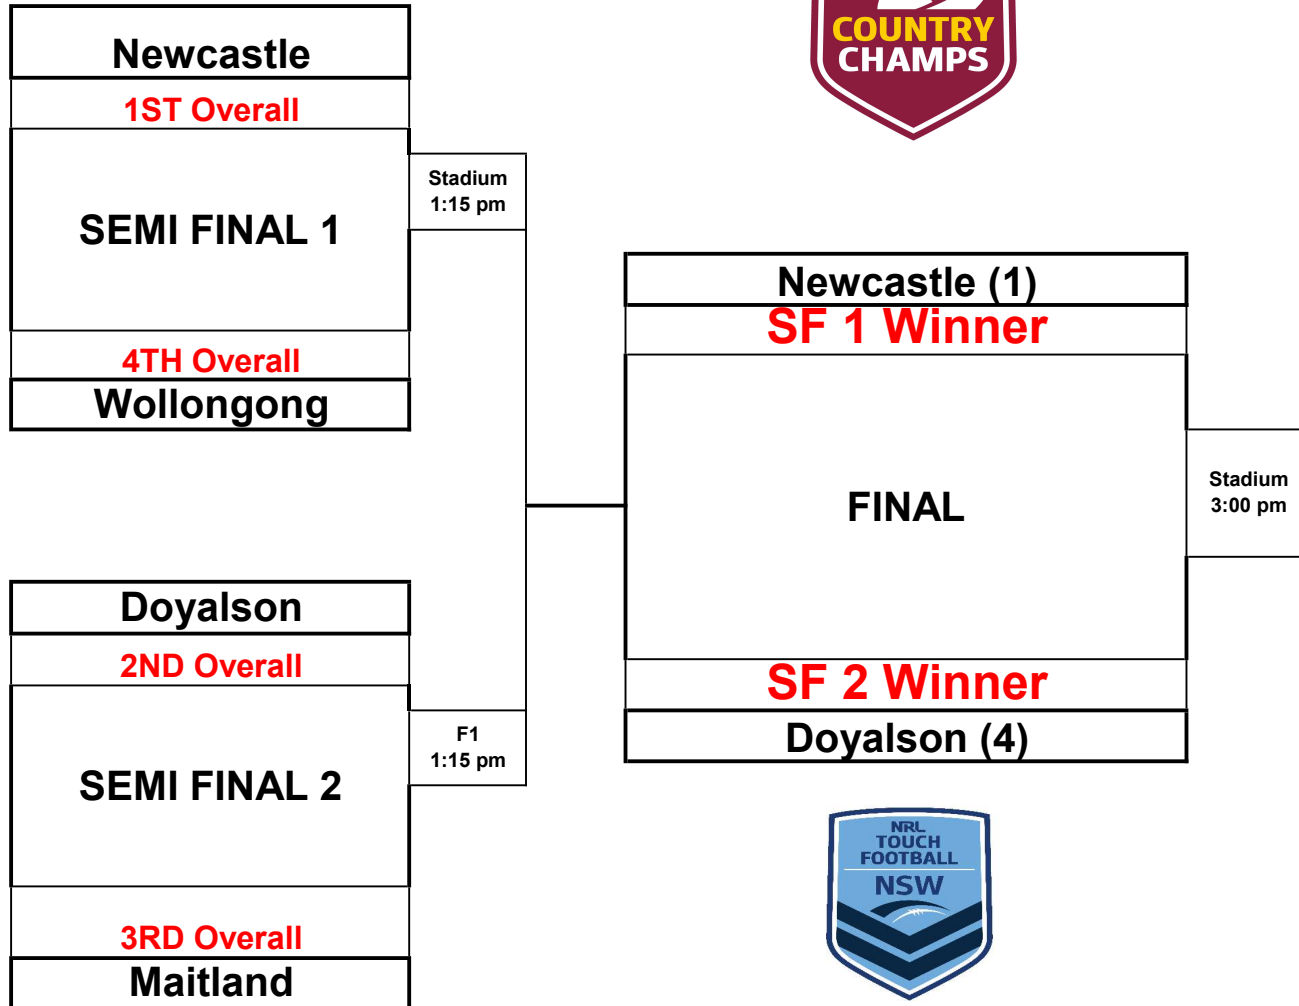 COUNTRY
CHAMPS
Newcastle
1ST Overall
SEMI FINAL 1
Stadium
1:15 pm
4TH Overall
Wollongong
Newcastle (1)
SF 1 Winner
FINAL
Stadium
3:00 pm
SF 2 Winner
Doyalson (4)
Doyalson
2ND Overall
SEMI FINAL 2
F1
1:15 pm
3RD Overall
Maitland
NRL
TOUCH
FOOTBALL
NSW